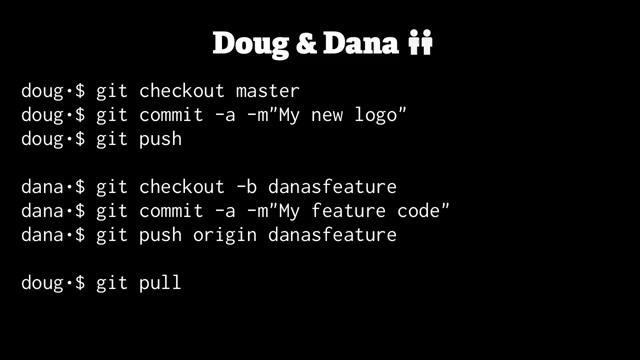 Doug & Dana
doug·$ git checkout master
doug·$ git commit -a -m"My new logo"
doug·$ git push
dana·$ git checkout -b danasfeature
dana·$ git commit -a -m"My feature code"
dana·$ git push origin danasfeature
doug·$ git pull